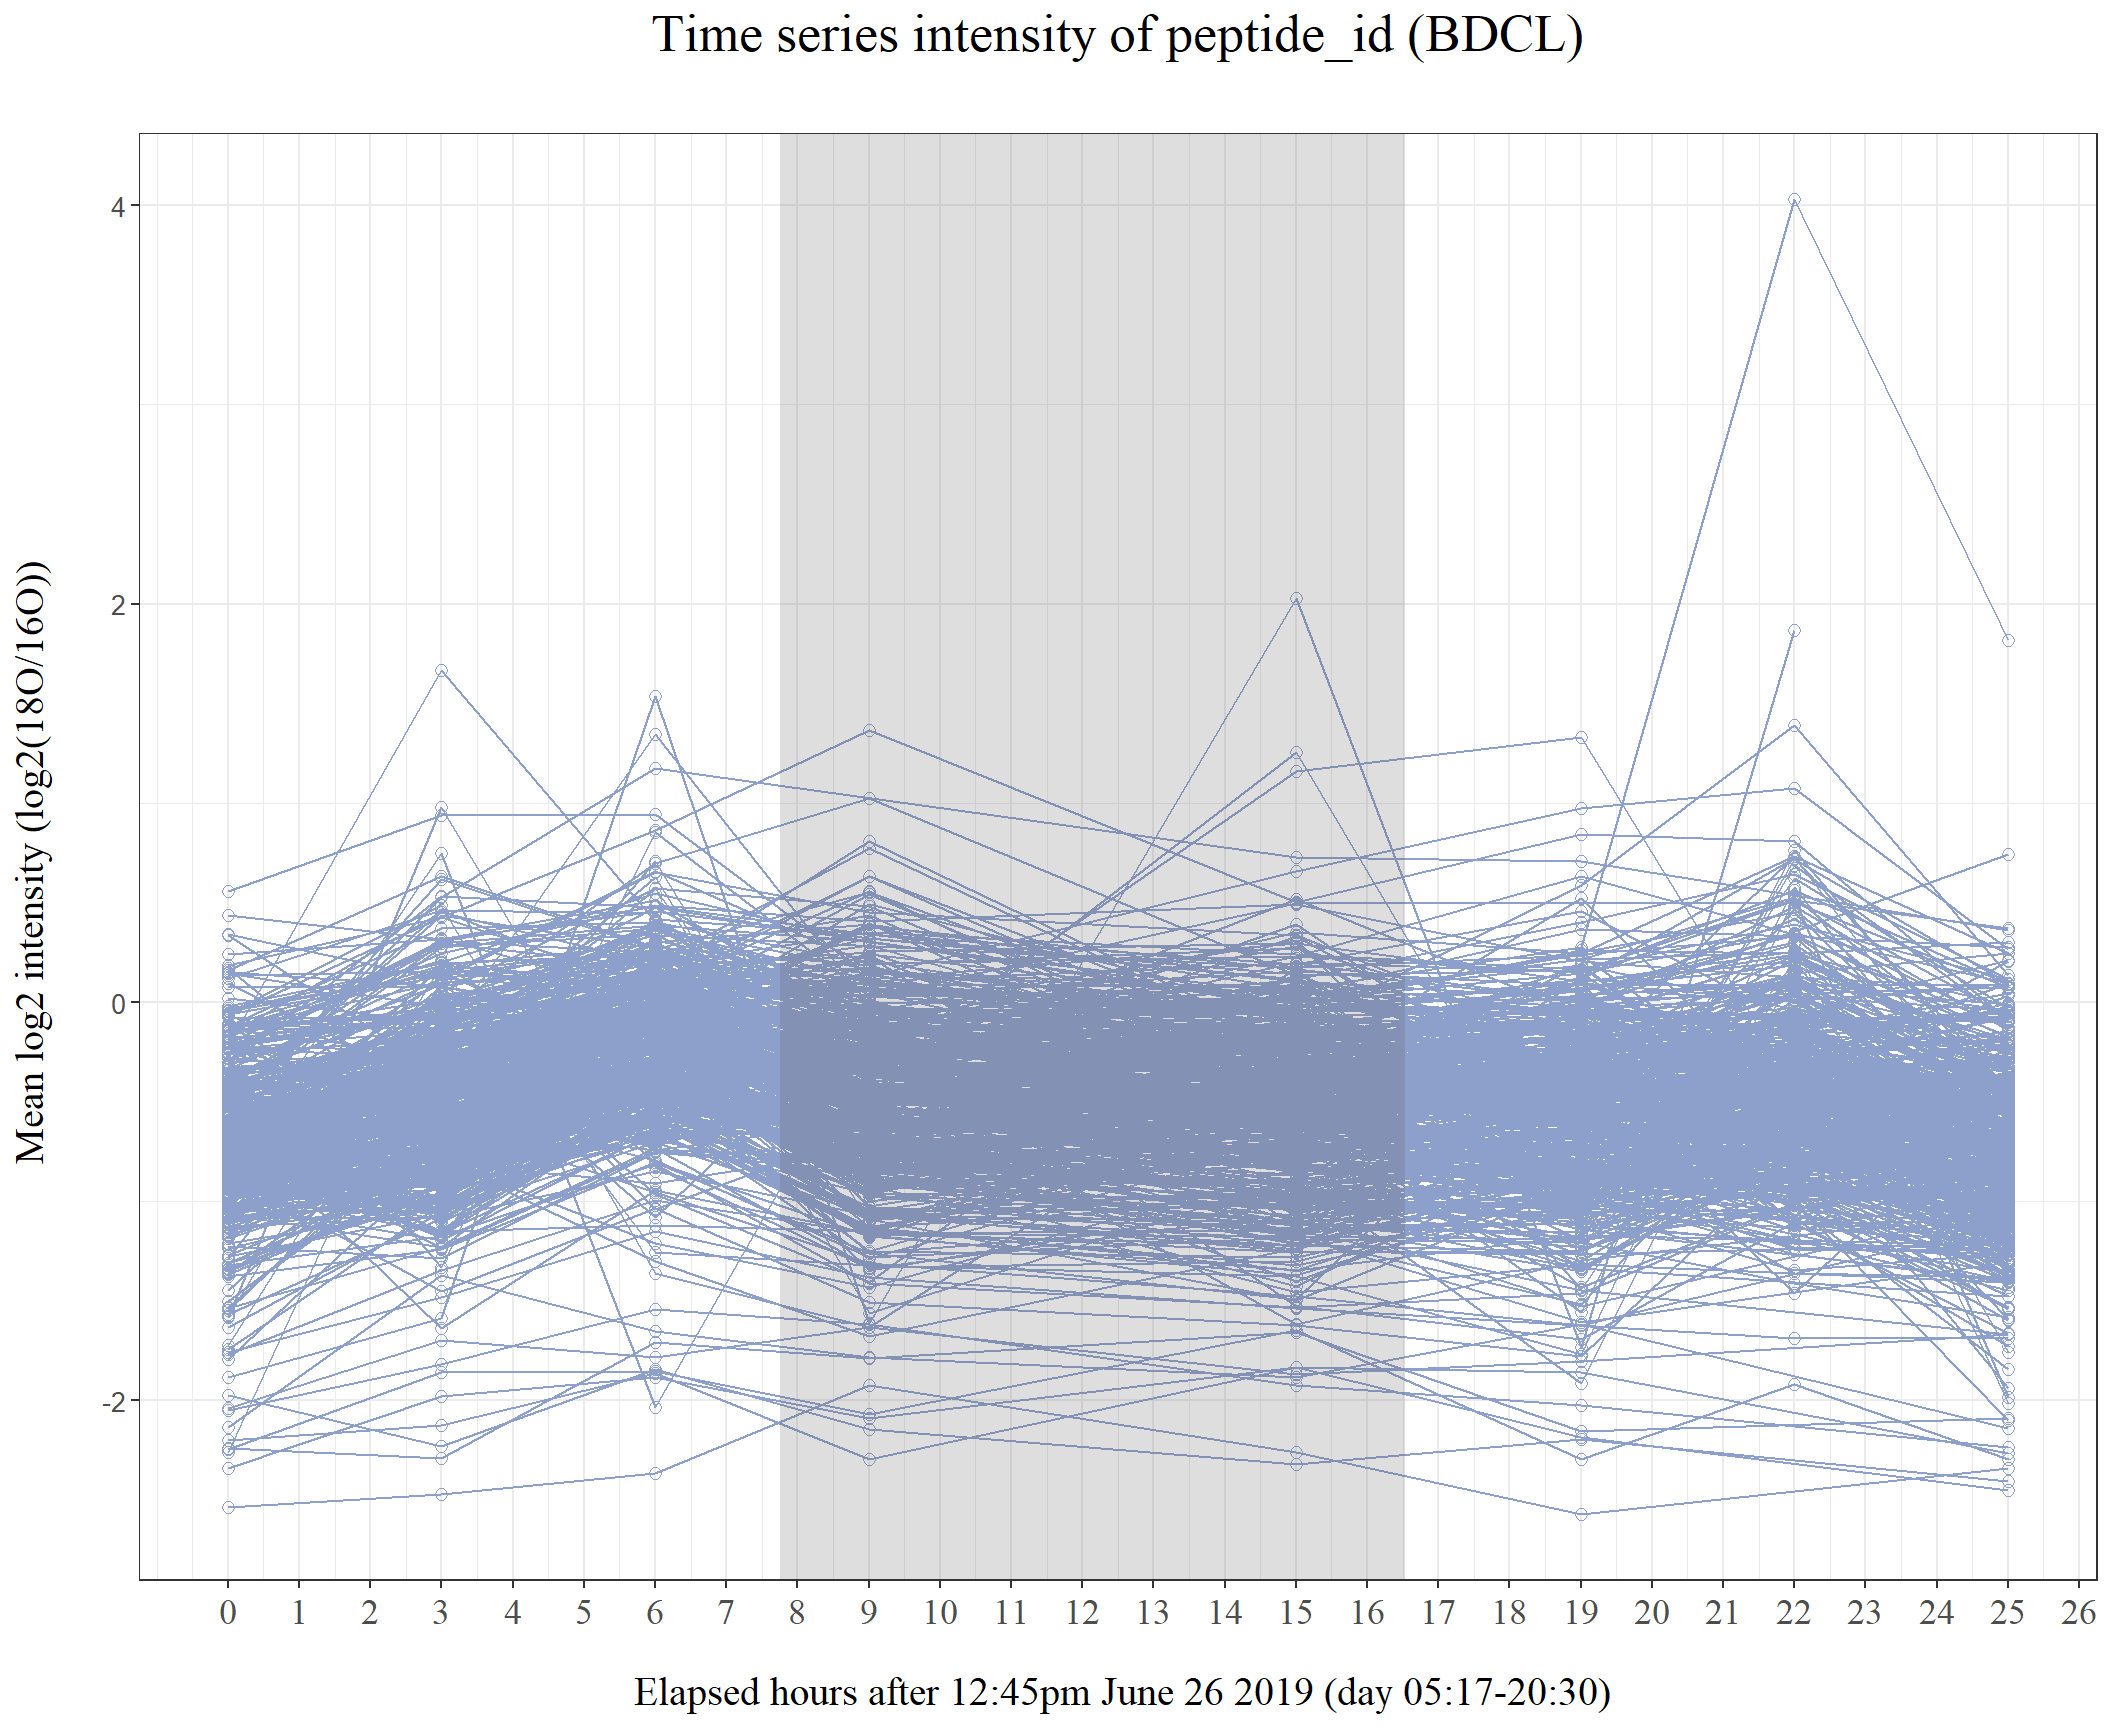 Time series intensity of peptide_id (BDCL)
Mean log2 intensity (log2(18O/16O))
4
2
0
-2
0 1 2 3 4 5 6 7 8 9 10 11 12 13 14 15 16 17 18 19 20 21 22 23 24 25 26
Elapsed hours after 12:45pm June 26 2019 (day 05:17-20:30)